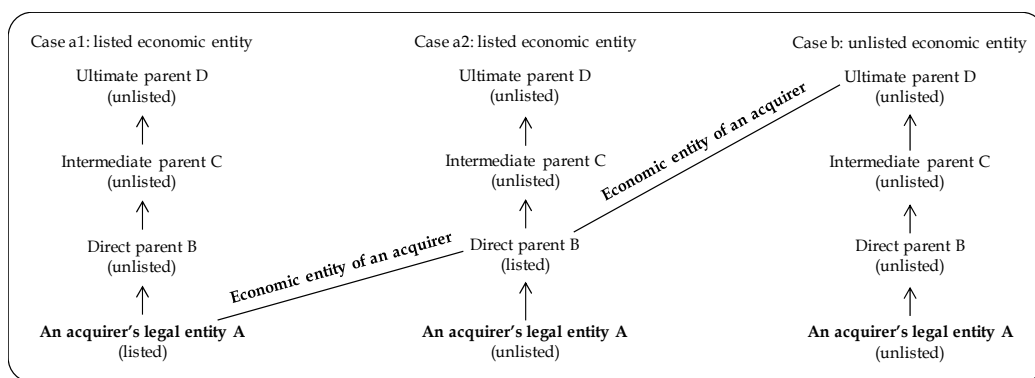 Case a1: listed economic entity
Ultimate parent D
(unlisted)
Intermediate parent C
(unlisted)
Direct parent B
(unlisted)
An acquirer’s legal entity A
(listed)
Economic entity of an acquirer
Case a2: listed economic entity
Ultimate parent D
(unlisted)
Intermediate parent C
(unlisted)
Direct parent B
(listed)
An acquirer’s legal entity A
(unlisted)
Economic entity of an acquirer
Case b: unlisted economic entity
Ultimate parent D
(unlisted)
Intermediate parent C
(unlisted)
Direct parent B
(unlisted)
An acquirer’s legal entity A
(unlisted)